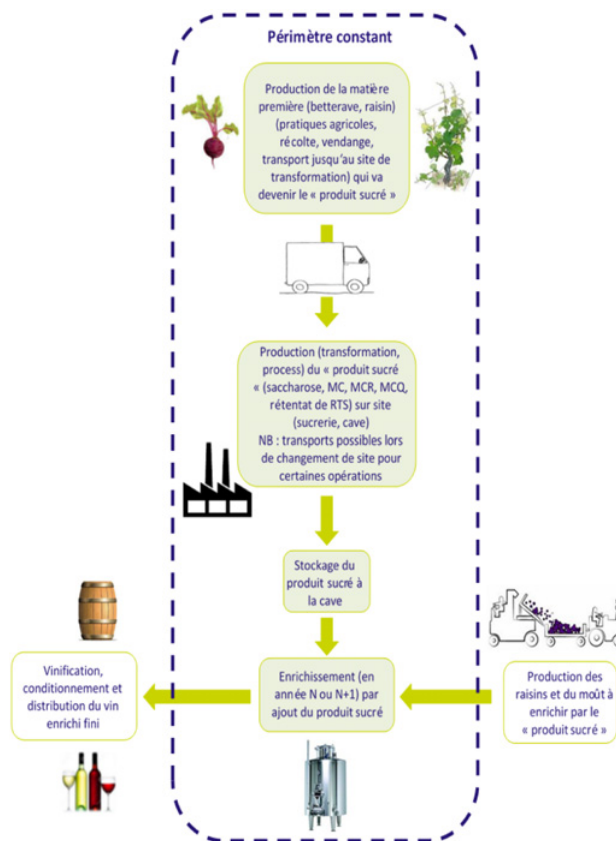 Périmètre constant
Production de la matière
première (betterave, raisin)
(pratiques agricoles,
récolte, vendange,
transport jusqu'au site de
transformation) qui va
devenir le « produit sucré »
Production (transformation,
process) du « produit sucré
« (saccharose, MC, MCR, MCQ,
rétentat de RTS) sur site
(sucrerie, cave)
NB : transports possibles lors
de changement de site pour
certaines opérations
Stockage du
produit sucré à
la cave
Vinification,
conditionnement et
distribution du vin
enrichi fini
Enrichissement (en
année N ou N+1) par
ajout du produit sucré
Production des
raisins et du moût à
enrichir par le
« produit sucré »